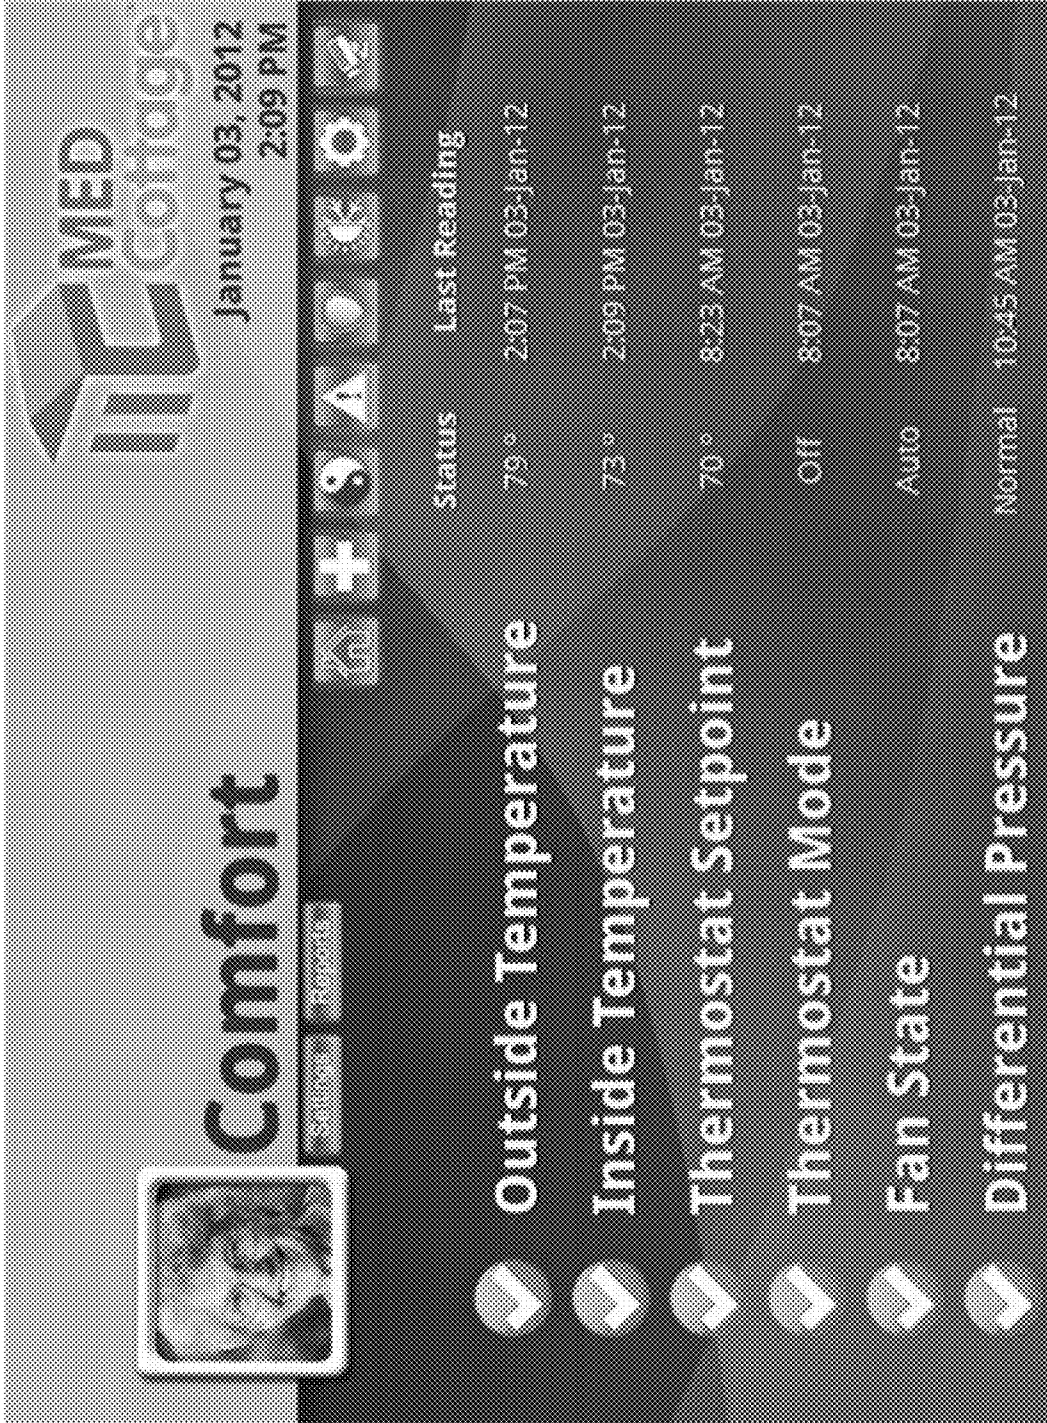 MED
Cottage
Comfort
January 03, 2012
2:09 PM
Settings Reports
Status Last Reading
Outside Temperature 79° 2:07 PM 03-Jan-12
Inside Temperature 73° 2:09 PM 03-Jan-12
Thermostat Setpoint 70° 8:23 AM 03-Jan-12
Thermostat Mode Off 8:07 AM 03-Jan-12
Fan State Auto 8:07 AM 03-Jan-12
Differential Pressure Normal 10:45 AM 03-Jan-12